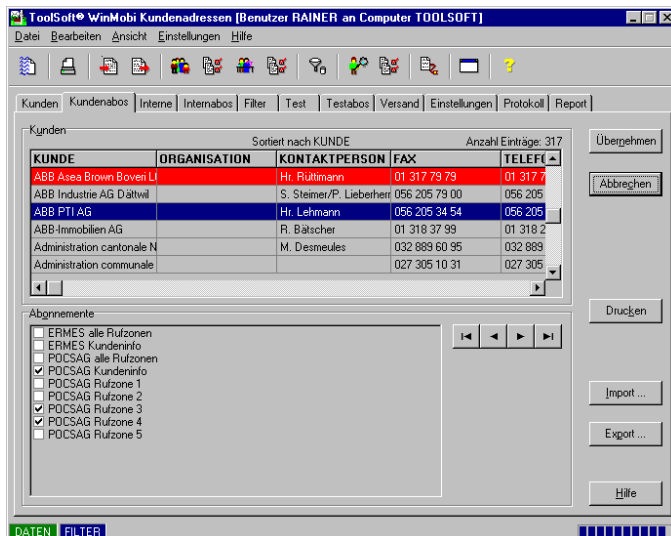 ToolSoft® WinMobi Kundenadressen [Benutzer RAINER an Computer TOOLSOFT]
Datei Bearbeiten Ansicht Einstellungen Hilfe
Kunden Kundenabos Interne Internabos Filter Test Testabos Versand Einstellungen Protokoll Report
Kunden
Sortiert nach KUNDE Anzahl Einträge: 317
KUNDE ORGANISATION KONTAKTPERSON FAX
ABB Asea Brown Boveri Hr. Rüttimann 01 317 79 79 01 317 7
ABB Industrie AG Dättwil S. Steimer/P. Lieberherr 056 205 79 00 056 205
ABB PTI AG Hr. Lehmann 056 205 34 54 056 205
ABB-Immobilien AG R. Bätscher 01 318 37 99 01 318 2
Administration cantonale N M. Desmeules 032 889 60 95 032 889
Administration communale 027 305 10 31 027 305
Abonnemente
ERMES alle Rufzonen
ERMES Kundeninfo
POCSAG alle Rufzonen
POCSAG Kundeninfo
POCSAG Rufzone 1
POCSAG Rufzone 2
POCSAG Rufzone 3
POCSAG Rufzone 4
POCSAG Rufzone 5
Übernehmen
Abbrechen
Drucken
Import ...
Export ...
Hilfe
DATEN FILTER